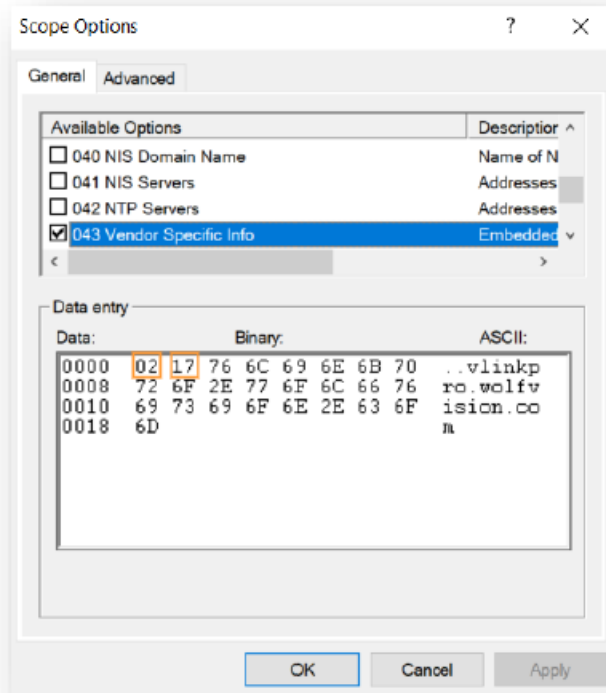 Scope Options ? ×
General Advanced
Available Options Descriptior
040 NIS Domain Name Name of N
041 NIS Servers Addresses
042 NTP Servers Addresses
043 Vendor Specific Info Embedded
Data entry
Data: Binary: ASCII:
0000 02 17 76 6C 69 6E 6B 70 ..vlinkp
0008 72 6F 2E 77 6F 6C 66 76 ro.wolfv
0010 69 73 69 6F 6E 2E 63 6F ision.co
0018 6D m
OK Cancel Apply